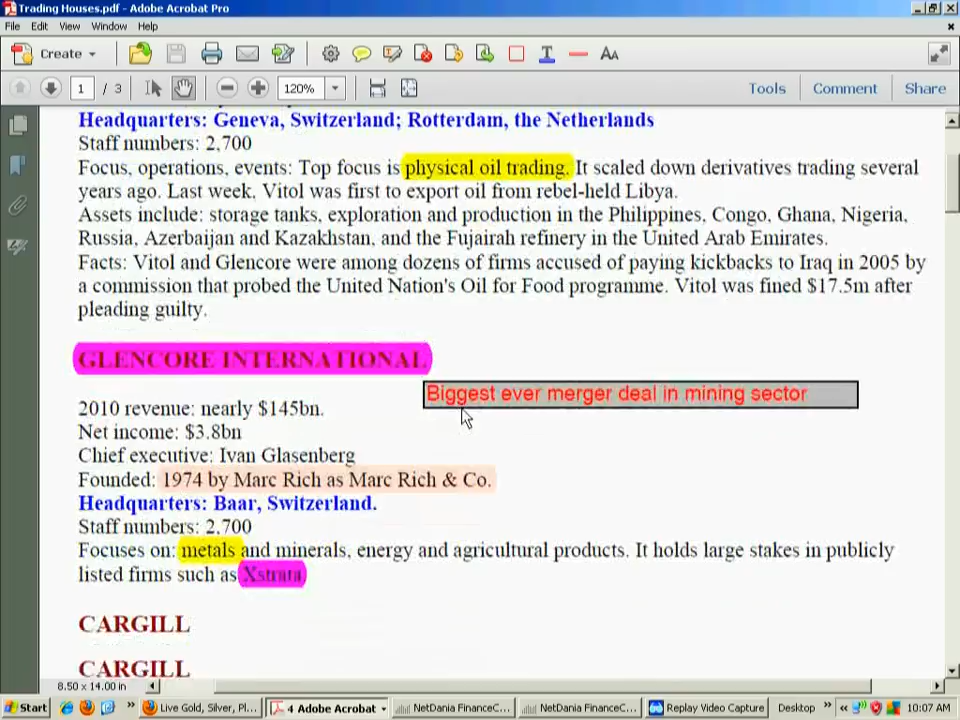 Trading Houses.pdf - Adobe Acrobat Pro
File Edit View Window Help
Create
1 / 3 120% Tools Comment Share
Headquarters: Geneva, Switzerland; Rotterdam, the Netherlands
Staff numbers: 2,700
Focus, operations, events: Top focus is physical oil trading. It scaled down derivatives trading several
years ago. Last week, Vitol was first to export oil from rebel-held Libya.
Assets include: storage tanks, exploration and production in the Philippines, Congo, Ghana, Nigeria,
Russia, Azerbaijan and Kazakhstan, and the Fujairah refinery in the United Arab Emirates.
Facts: Vitol and Glencore were among dozens of firms accused of paying kickbacks to Iraq in 2005 by
a commission that probed the United Nation's Oil for Food programme. Vitol was fined $17.5m after
pleading guilty.
GLENCORE INTERNATIONAL
Biggest ever merger deal in mining sector
2010 revenue: nearly $145bn.
Net income: $3.8bn
Chief executive: Ivan Glasenberg
Founded: 1974 by Marc Rich as Marc Rich & Co.
Headquarters: Baar, Switzerland.
Staff numbers: 2,700
Focuses on: metals and minerals, energy and agricultural products. It holds large stakes in publicly
listed firms such as Xstrata
CARGILL
CARGILL
8.50 x 14.00 in
Start Live Gold, Silver, Pl... 4 Adobe Acrobat NetDania FinanceC... NetDania FinanceC... Replay Video Capture Desktop 10:07 AM